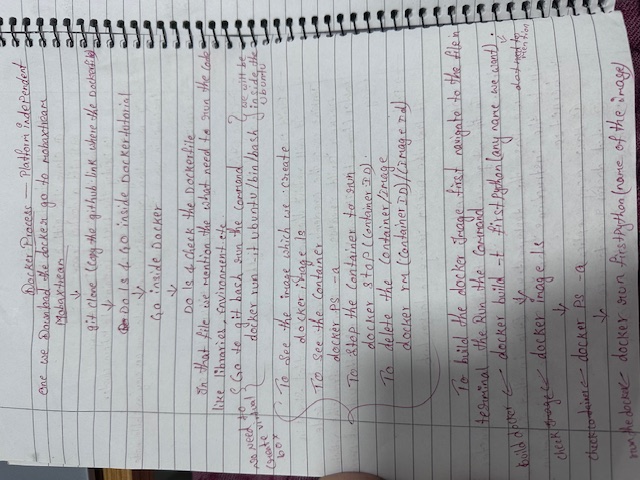 Docker Process — Platform independent
One we Download the docker go to mobaxtream
Mobaxtream
↓
git clone (Copy the github link where the Dockerfile)
↓
Do ls & GO inside Dockertutorial
↓
Go inside Docker
↓
Do ls & check the Dockerfile
In that file we mention the what need to run the code
like libraries, Environment etc.
no need to create virtual box { Go to git bash run the command
docker run -it ubuntu /bin/bash } we will be inside the ubuntu
To see the image which we create
docker image ls
To see the container
docker PS -a
To stop the container to run
docker stop (Container ID).
To delete the container/image
docker rm (Container ID)/(Image Id)
To build the docker Image first navigate to the file in
terminal the Run the command
build docker ← docker build -t firstpython (any name we want) .
↓ dot need to mention
check image ← docker image ls
↓
check container ← docker PS -a
↓
run the docker ← docker run firstpython (name of the image)